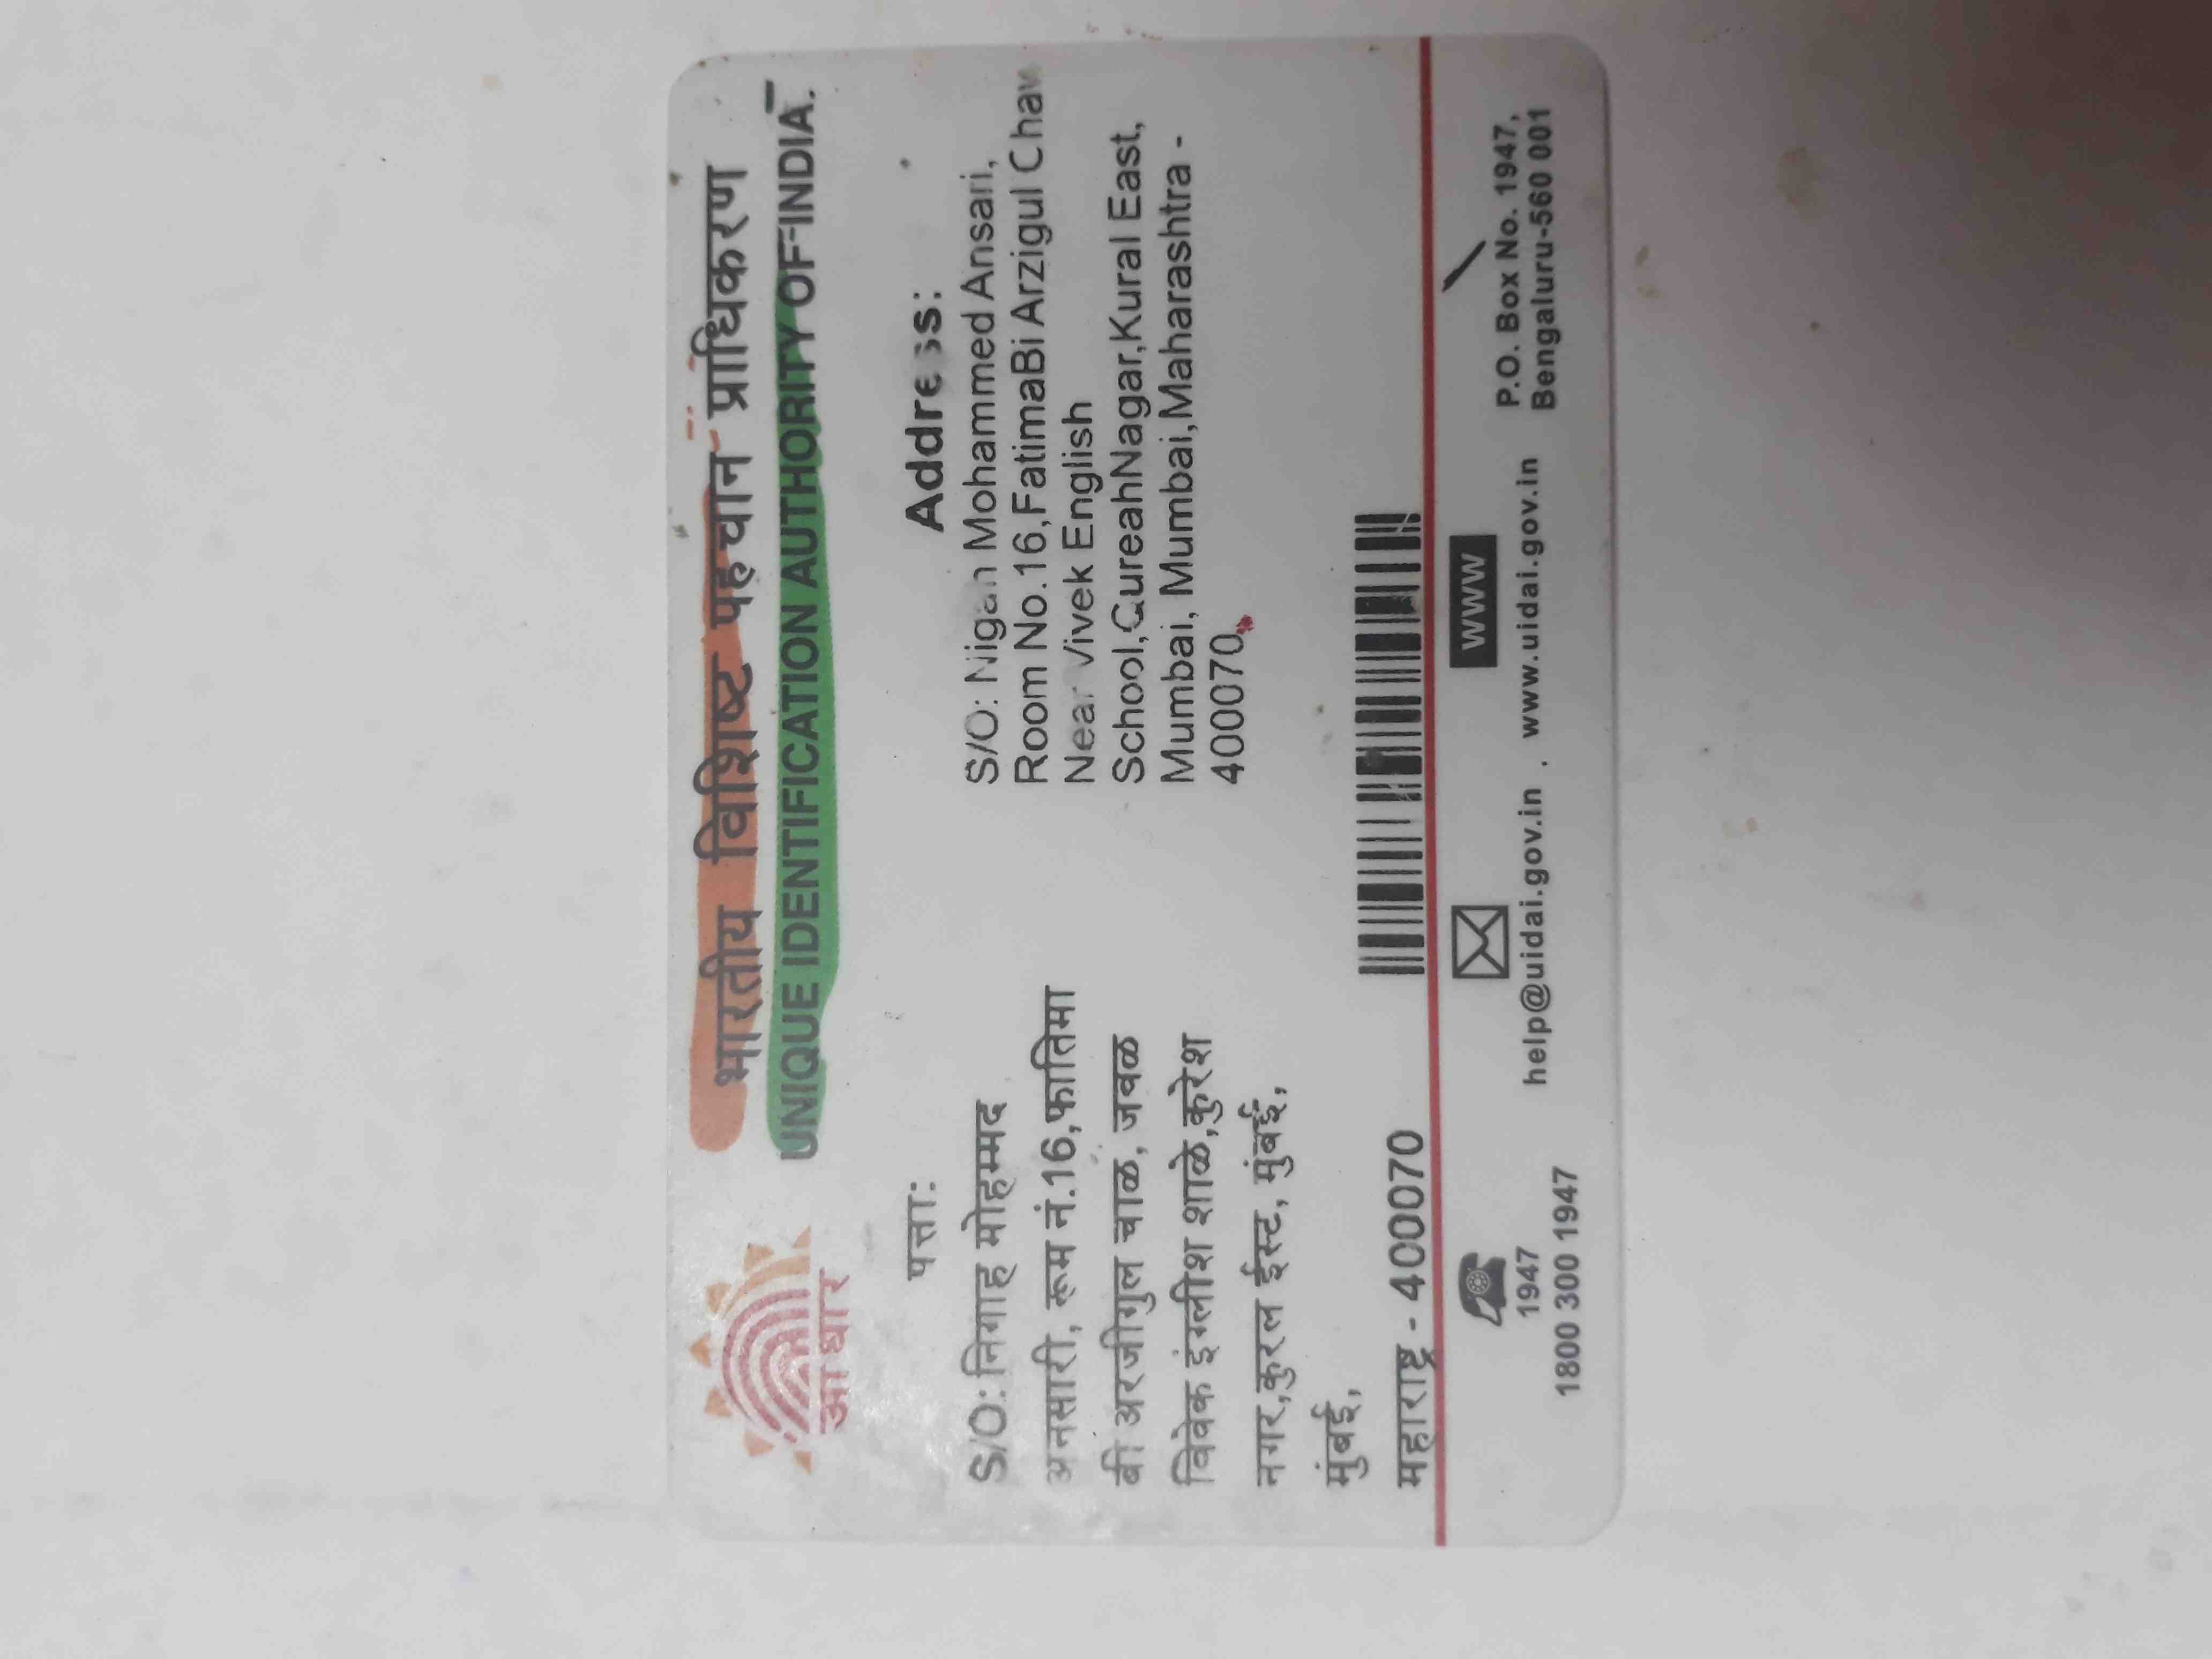 भारतीय विशिष्ट पहचान प्राधिकरण
UNIQUE IDENTIFICATION AUTHORITY OF INDIA
आधार
पत्ता:
S/O: निगाह मोहम्मद
अनसारी, रूम नं.16,फातिमा
बी अरजीगुल चाळ, जवळ
विवेक इंग्लीश शाळे,कुरेश
नगर,कुरल ईस्ट, मुंबई,
मुंबई,
महाराष्ट्र - 400070
Address:
S/O: Nigah Mohammed Ansari,
Room No.16,FatimaBi Arzigul
Near Vivek English
School,QureahNagar,Kural East,
Mumbai, Mumbai,Maharashtra -
400070
1947
1800 300 1947
help@uidai.gov.in
WWW
www.uidai.gov.in
P.O. Box No. 1947,
Bengaluru-560 001